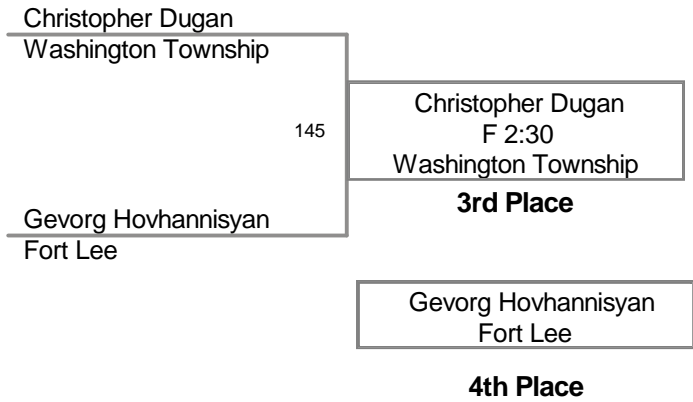 Christopher Dugan
Washington Township
145
Christopher Dugan
F 2:30
Washington Township
3rd Place
Gevorg Hovhannisyan
Fort Lee
Gevorg Hovhannisyan
Fort Lee
4th Place